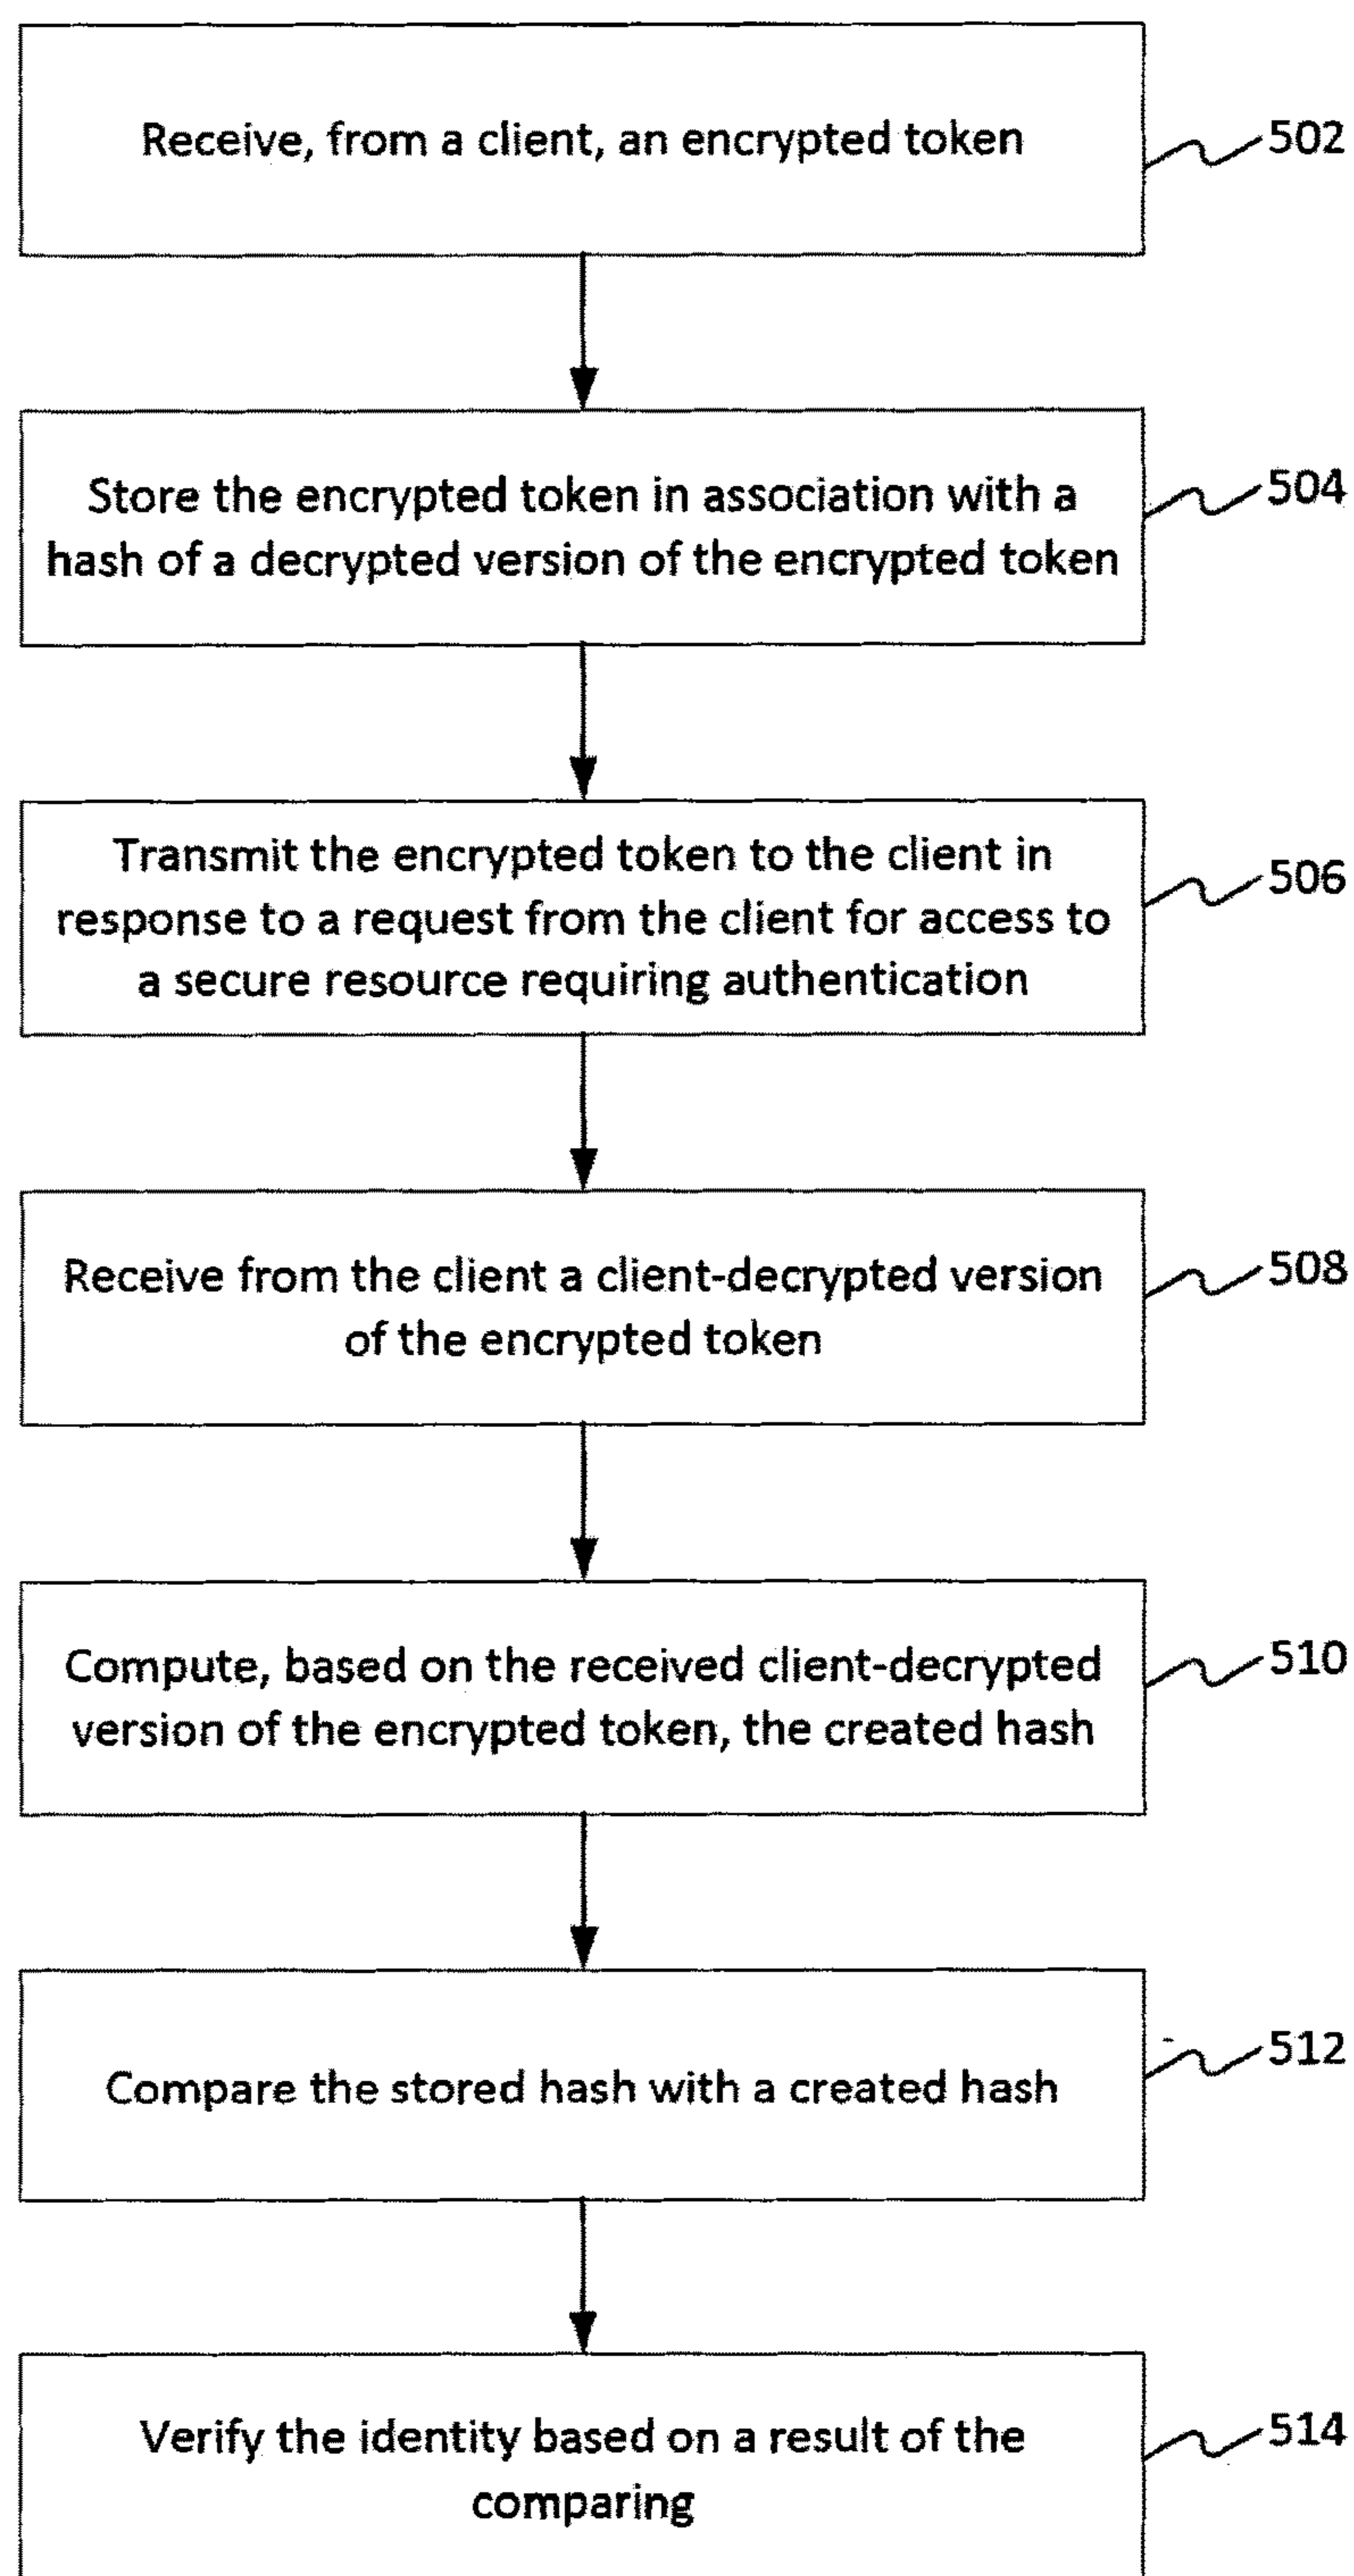 Receive, from a client, an encrypted token
502
Store the encrypted token in association with a
hash of a decrypted version of the encrypted token
504
Transmit the encrypted token to the client in
response to a request from the client for access to
a secure resource requiring authentication
506
Receive from the client a client-decrypted version
of the encrypted token
508
Compute, based on the received client-decrypted
version of the encrypted token, the created hash
510
Compare the stored hash with a created hash
512
Verify the identity based on a result of the
comparing
514